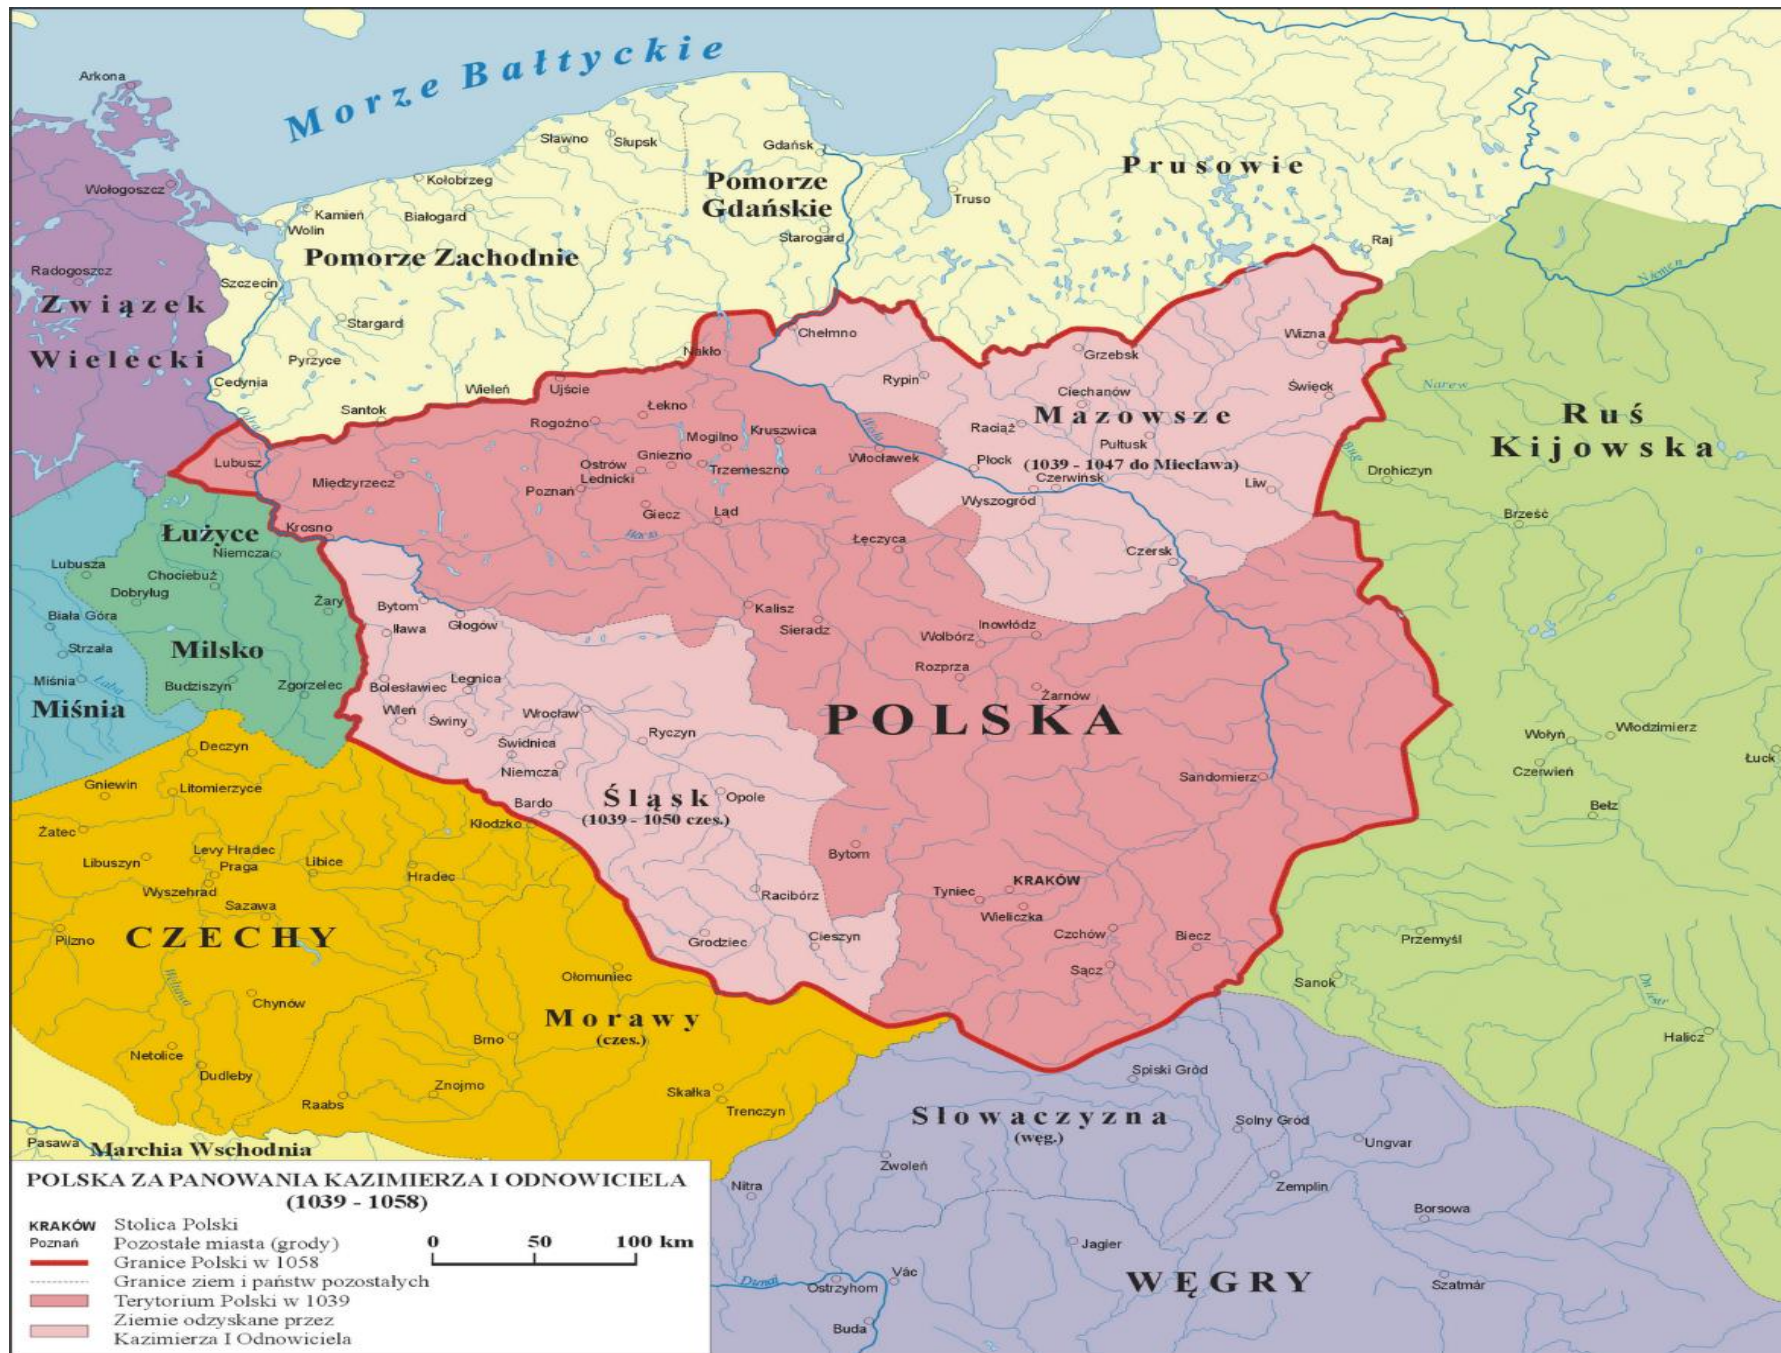 Morze Bałtyckie
Arkona
Sławno
Słupsk
Gdańsk
Prusowie
Wołogoszcz
Kołobrzeg
Pomorze
Gdańskie
Truso
Kamień
Białogard
Wolin
Starogard
Raj
Pomorze Zachodnie
Radogoszcz
Szczecin
Niemen
Związek
Wielecki
Stargard
Chełmno
Wizna
Nakło
Grzebsk
Pyrzyce
Cedynia
Wieleń
Ujście
Rypin
Ciechanów
Święck
Narew
Odra
Santok
Łekno
Mazowsze
Ruś
Kijowska
Rogoźno
Mogilno
Kruszwica
Wisła
Raciąż
Pułtusk
Bug
Lubusz
Gniezno
Włocławek
Płock
(1039 - 1047 do Miecława)
Drohiczyn
Międzyrzecz
Ostrów
Lednicki
Trzemeszno
Czerwińsk
Liw
Poznań
Wyszogród
Giecz
Ląd
Brześć
Krosno
Warta
Łużyce
Łęczyca
Niemcza
Czersk
Lubusza
Chociebuż
Dobryług
Żary
Bytom
Kalisz
Biała Góra
Iława
Głogów
Sieradz
Inowłódz
Wolbórz
Strzała
Milsko
Rozprza
Miśnia
Łaba
Budziszyn
Zgorzelec
Bolesławiec
Legnica
Żarnów
Miśnia
Wleń
Świny
Wrocław
POLSKA
Ryczyn
Włodzimierz
Wołyń
Deczyn
Świdnica
Łuck
Niemcza
Sandomierz
Czerwień
Gniewin
Litomierzyce
Śląsk
Opole
Bardo
(1039 - 1050 czes.)
Bełz
Żatec
Kłodzko
Levy Hradec
Libuszyn
Praga
Libice
Bytom
Hradec
Wyszehrad
Tyniec
KRAKÓW
Racibórz
Sazawa
Wieliczka
CZECHY
Pilzno
Grodziec
Cieszyn
Czchów
Biecz
Przemyśl
Ołomuniec
Sącz
Wełtawa
Sanok
Chynów
Dniestr
Morawy
(czes.)
Brno
Halicz
Netolice
Dudleby
Znojmo
Skałka
Spiski Gród
Raabs
Trenczyn
Słowaczyzna
(węg.)
Solny Gród
Pasawa
Marchia Wschodnia
Ungvar
Zwoleń
Nitra
Zemplin
Borsowa
Jagier
WĘGRY
Szatmár
Dunaj
Vác
Ostrzyhom
Buda
POLSKA ZA PANOWANIA KAZIMIERZA I ODNOWICIELA
(1039 - 1058)
KRAKÓW Stolica Polski
Poznań Pozostałe miasta (grody)
0 50 100 km
Granice Polski w 1058
Granice ziem i państw pozostałych
Terytorium Polski w 1039
Ziemie odzyskane przez
Kazimierza I Odnowiciela